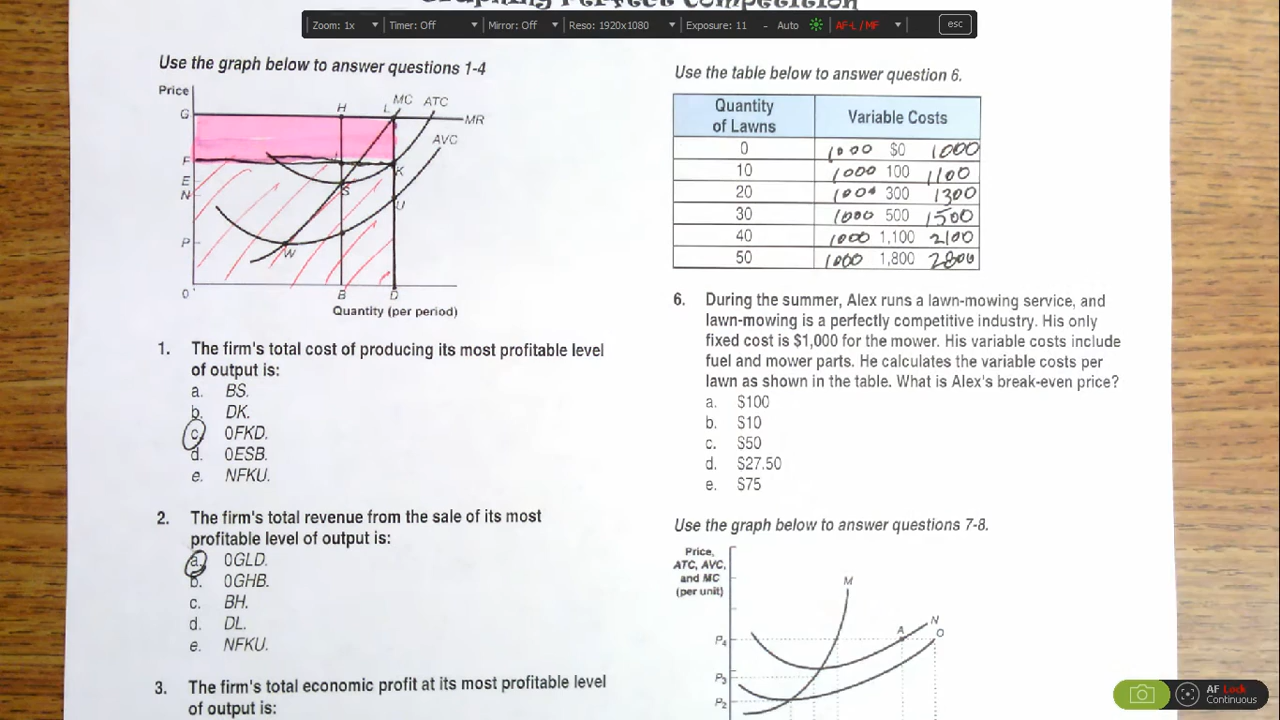 Graphing Perfect Competition
Zoom: 1x Timer: Off Mirror: Off Reso: 1920x1080 Exposure: 11 - Auto AF-L / MF esc
Use the graph below to answer questions 1-4
Price
G
F
E
N
P
0
H
L
MC
ATC
MR
AVC
K
S
U
W
B
D
Quantity (per period)
1. The firm's total cost of producing its most profitable level
of output is:
a. BS.
b. DK.
c. 0FKD.
d. 0ESB.
e. NFKU.
2. The firm's total revenue from the sale of its most
profitable level of output is:
a. 0GLD.
b. 0GHB.
c. BH.
d. DL.
e. NFKU.
3. The firm's total economic profit at its most profitable level
of output is:
Use the table below to answer question 6.
Quantity
of Lawns
Variable Costs
0 1000 $0 1000
10 1000 100 1100
20 1000 300 1300
30 1000 500 1500
40 1000 1,100 2100
50 1000 1,800 2800
6. During the summer, Alex runs a lawn-mowing service, and
lawn-mowing is a perfectly competitive industry. His only
fixed cost is $1,000 for the mower. His variable costs include
fuel and mower parts. He calculates the variable costs per
lawn as shown in the table. What is Alex's break-even price?
a. $100
b. $10
c. $50
d. $27.50
e. $75
Use the graph below to answer questions 7-8.
Price,
ATC, AVC,
and MC
(per unit)
M
A
N
O
P4
P3
P2
AF Lock
Continuous